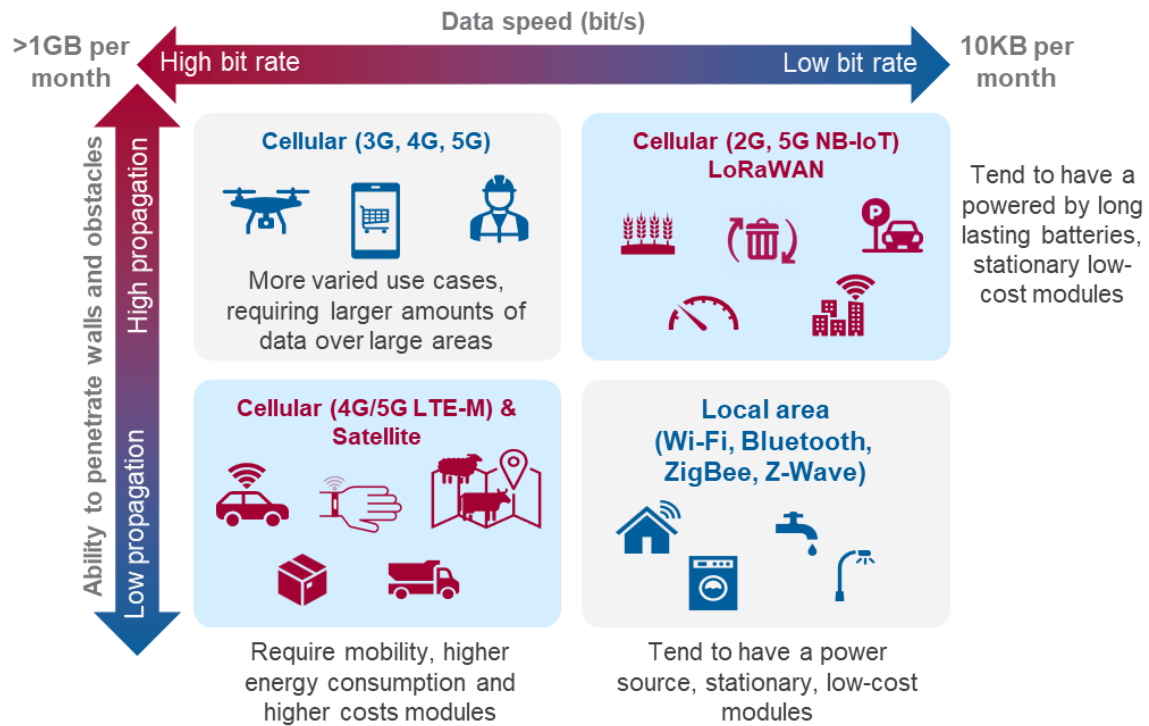 Data speed (bit/s)
>1GB per
month
High bit rate
Low bit rate
10KB per
month
Ability to penetrate walls and obstacles
High propagation
Low propagation
Cellular (3G, 4G, 5G)
More varied use cases,
requiring larger amounts of
data over large areas
Cellular (2G, 5G NB-IoT)
LoRaWAN
P
Tend to have a
powered by long
lasting batteries,
stationary low-
cost modules
Cellular (4G/5G LTE-M) &
Satellite
Require mobility, higher
energy consumption and
higher costs modules
Local area
(Wi-Fi, Bluetooth,
ZigBee, Z-Wave)
Tend to have a power
source, stationary, low-cost
modules